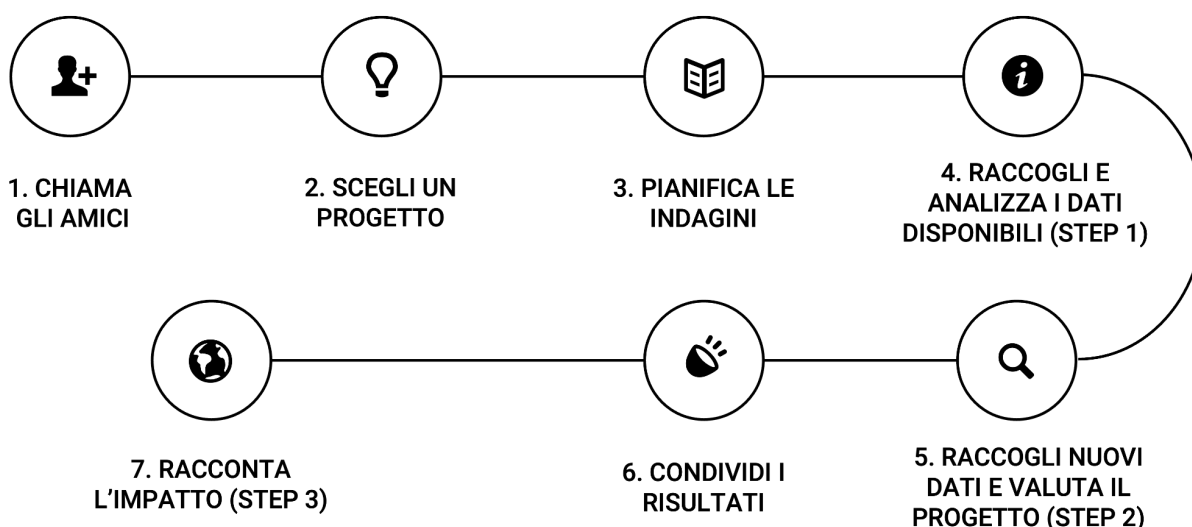 1. CHIAMA
GLI AMICI
2. SCEGLI UN
PROGETTO
3. PIANIFICA LE
INDAGINI
4. RACCOGLI E
ANALIZZA I DATI
DISPONIBILI (STEP 1)
5. RACCOGLI NUOVI
DATI E VALUTA IL
PROGETTO (STEP 2)
6. CONDIVIDI I
RISULTATI
7. RACCONTA
L'IMPATTO (STEP 3)